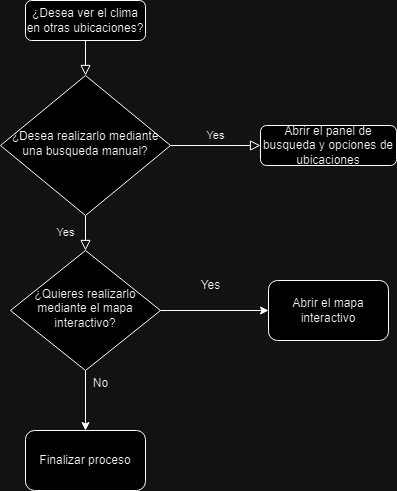 ¿Desea ver el clima
en otras ubicaciones?
¿Desea realizarlo mediante
una busqueda manual?
Yes
Abrir el panel de
busqueda y opciones de
ubicaciones
Yes
¿Quieres realizarlo
mediante el mapa
interactivo?
Yes
Abrir el mapa
interactivo
No
Finalizar proceso